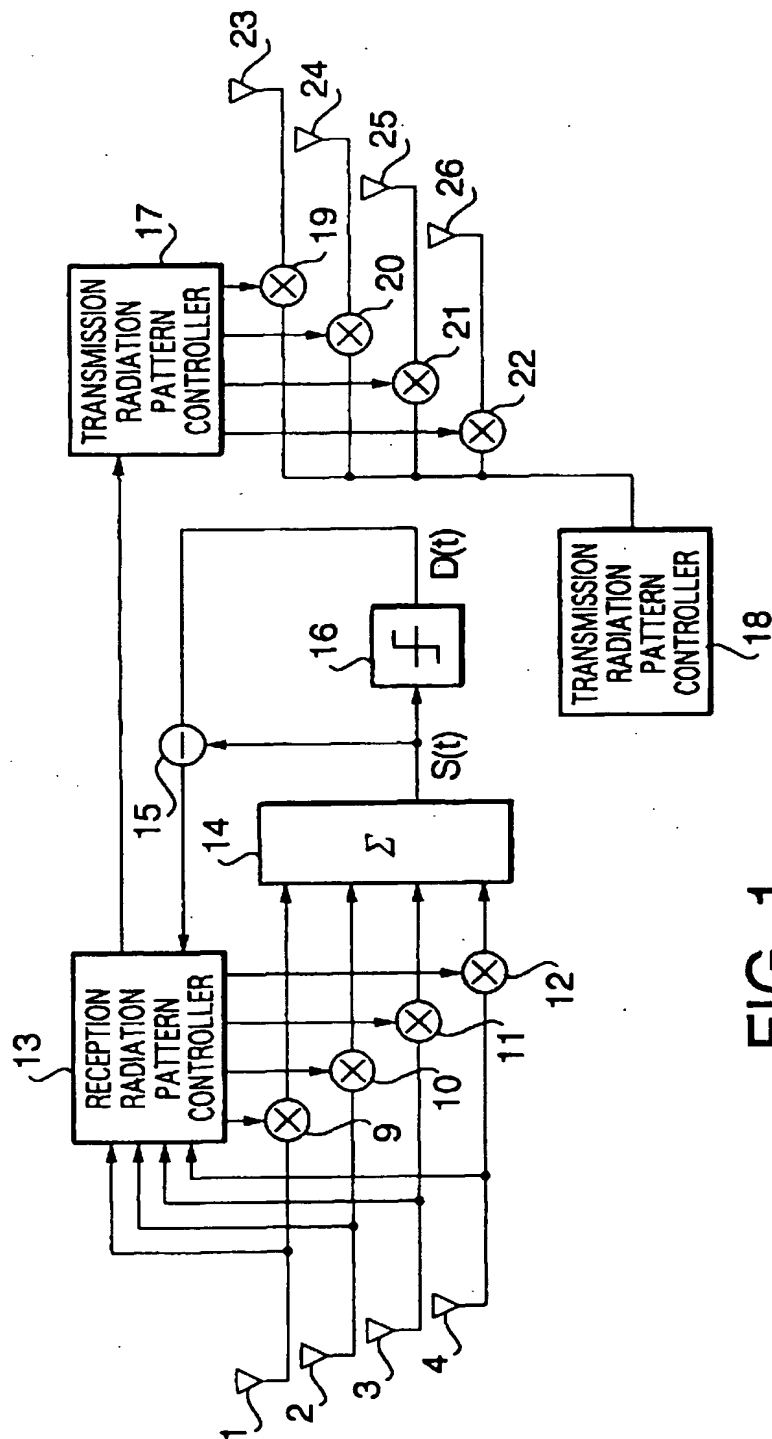 13
RECEPTION
RADIATION
PATTERN
CONTROLLER
17
TRANSMISSION
RADIATION
PATTERN
CONTROLLER
15
14
Σ
16
S(t)
D(t)
1
2
3
4
9
10
11
12
19
20
21
22
23
24
25
26
TRANSMISSION
RADIATION
PATTERN
CONTROLLER
18
FIG. 1